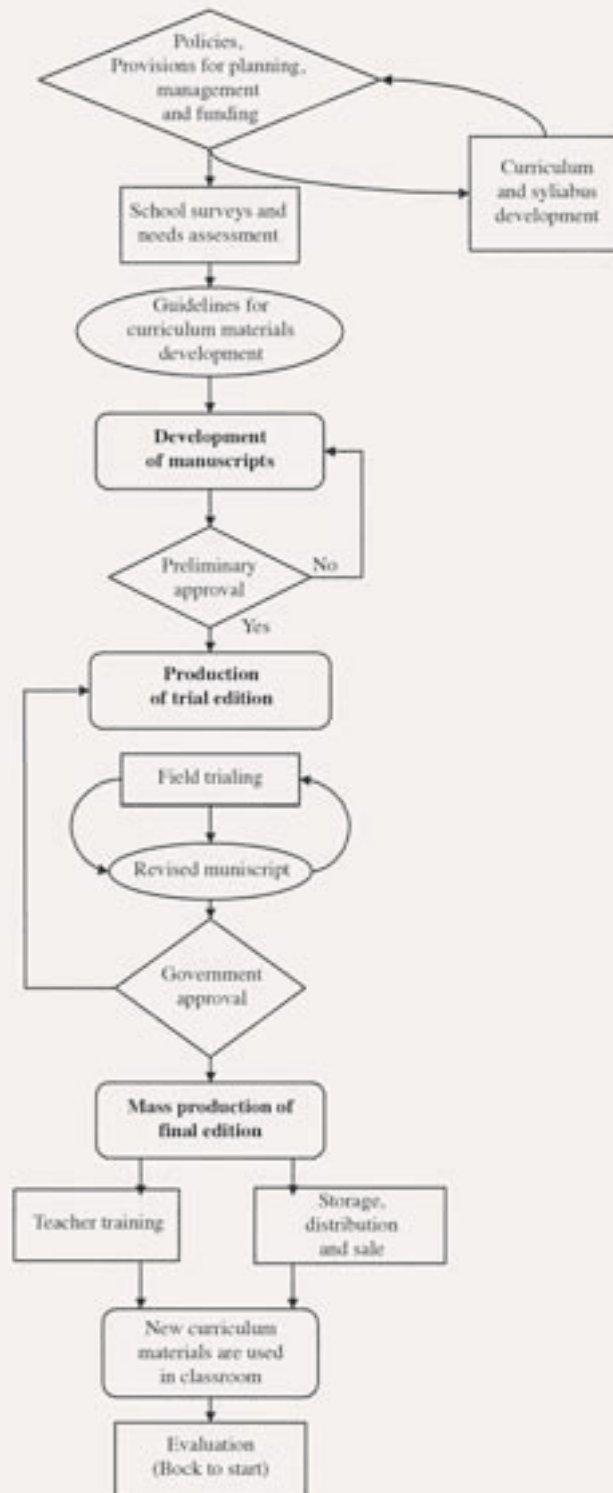 Policies,
Provisions for planning,
management
and funding
Curriculum
and syliabus
development
School surveys and
needs assessment
Guidelines for
curriculum materials
development
Development
of manuscripts
Preliminary
approval
No
Yes
Production
of trial edition
Field trialing
Revised muniscript
Government
approval
Mass production of
final edition
Teacher training
Storage,
distribution
and sale
New curriculum
materials are used
in classroom
Evaluation
(Bock to start)